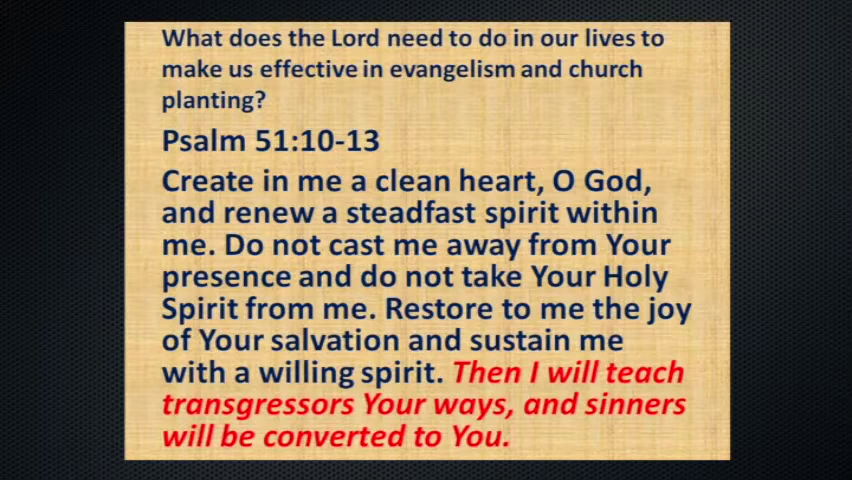 What does the Lord need to do in our lives to
make us effective in evangelism and church
planting?
Psalm 51:10-13
Create in me a clean heart, O God,
and renew a steadfast spirit within
me. Do not cast me away from Your
presence and do not take Your Holy
Spirit from me. Restore to me the joy
of Your salvation and sustain me
with a willing spirit. Then I will teach
transgressors Your ways, and sinners
will be converted to You.